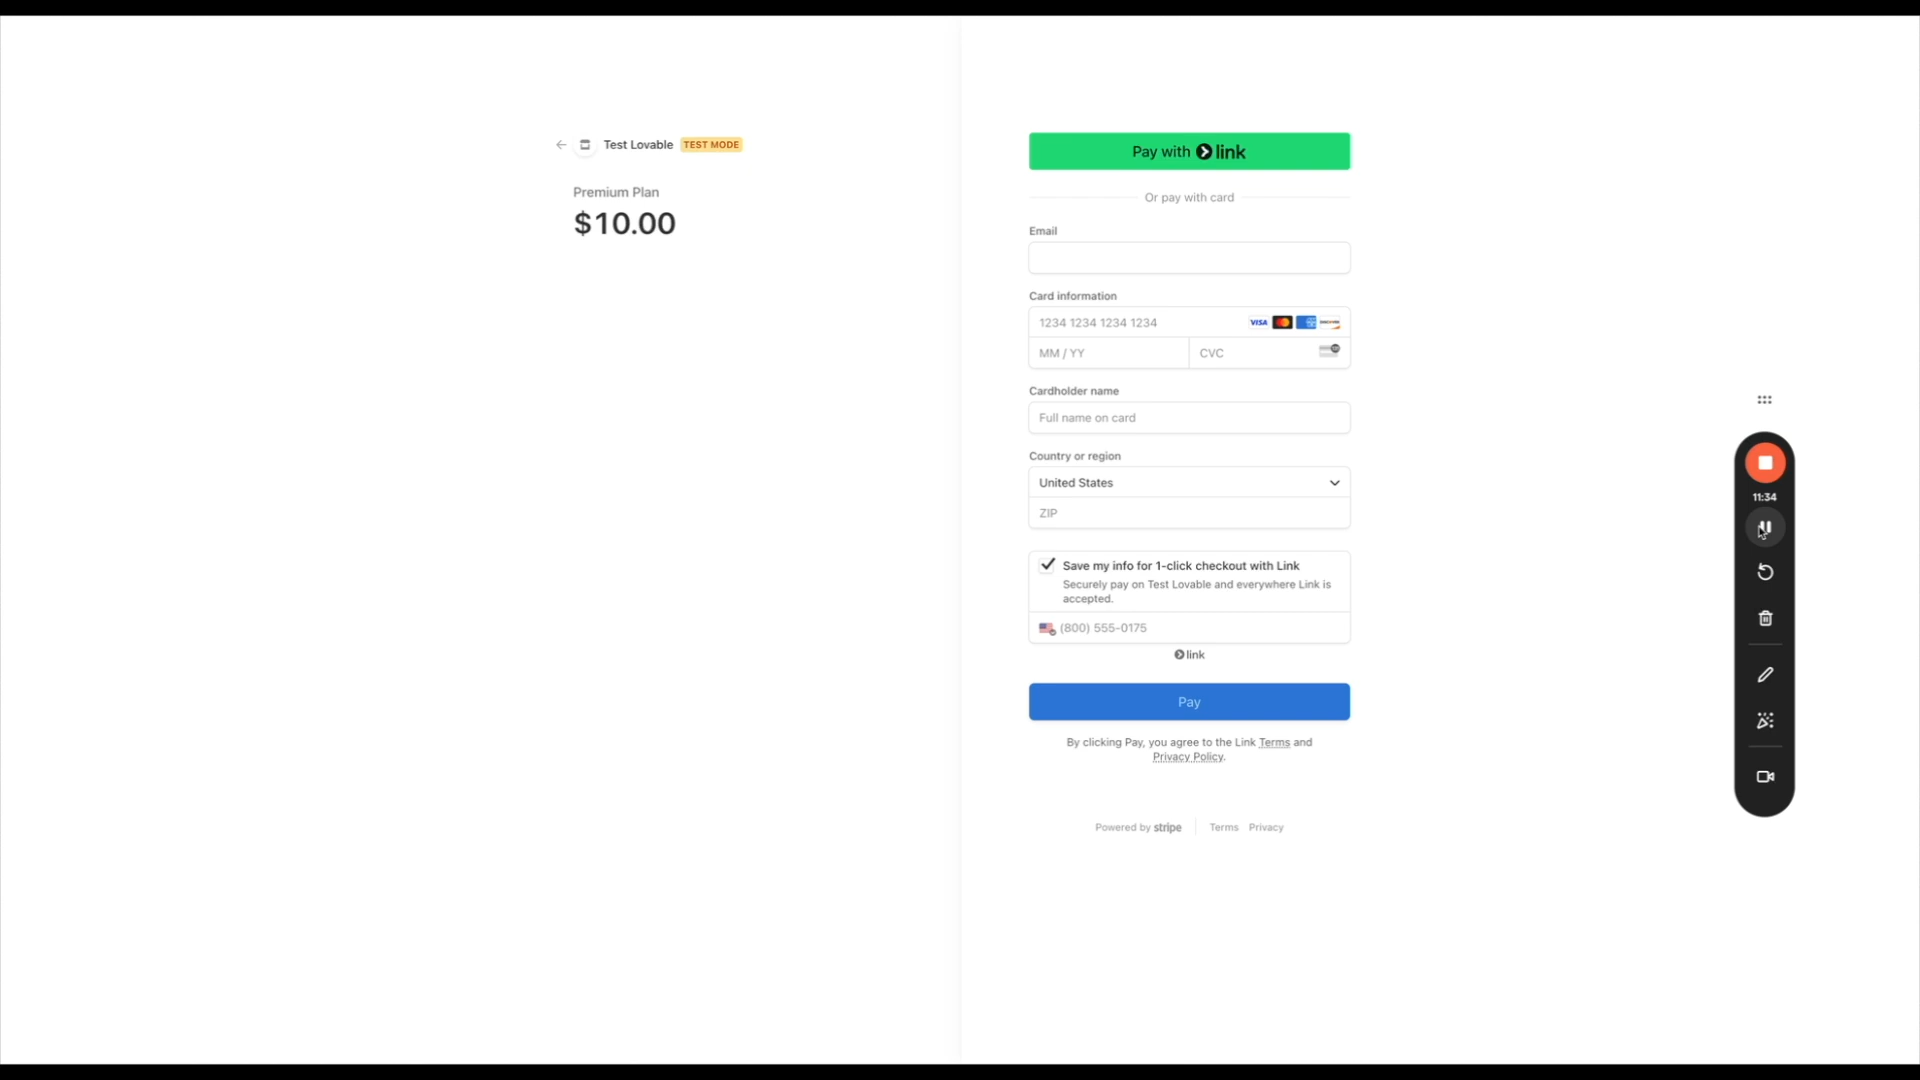 Test Lovable TEST MODE
Premium Plan
$10.00
Pay with link
Or pay with card
Email
Card information
1234 1234 1234 1234 VISA
MM / YY CVC
Cardholder name
Full name on card
Country or region
United States
ZIP
Save my info for 1-click checkout with Link
Securely pay on Test Lovable and everywhere Link is
accepted.
(800) 555-0175
link
Pay
By clicking Pay, you agree to the Link Terms and
Privacy Policy.
Powered by stripe Terms Privacy
11:34